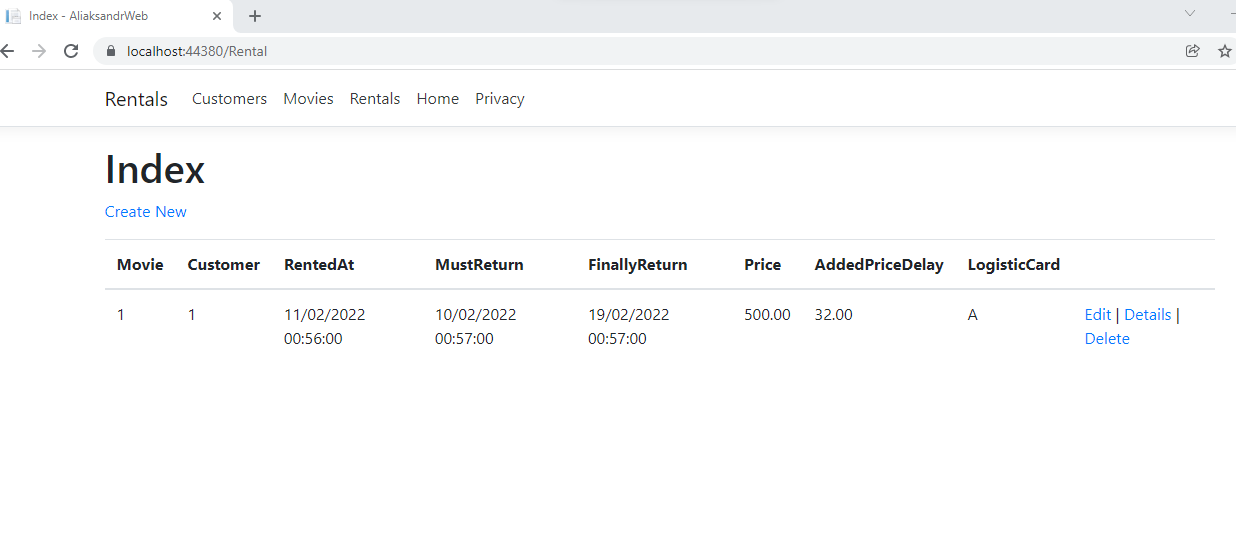 Index - AliaksandrWeb
localhost:44380/Rental
Rentals Customers Movies Rentals Home Privacy
Index
Create New
Movie Customer RentedAt MustReturn FinallyReturn Price AddedPriceDelay LogisticCard
1 1 11/02/2022 10/02/2022 19/02/2022 500.00 32.00 A Edit | Details |
00:56:00 00:57:00 00:57:00 Delete